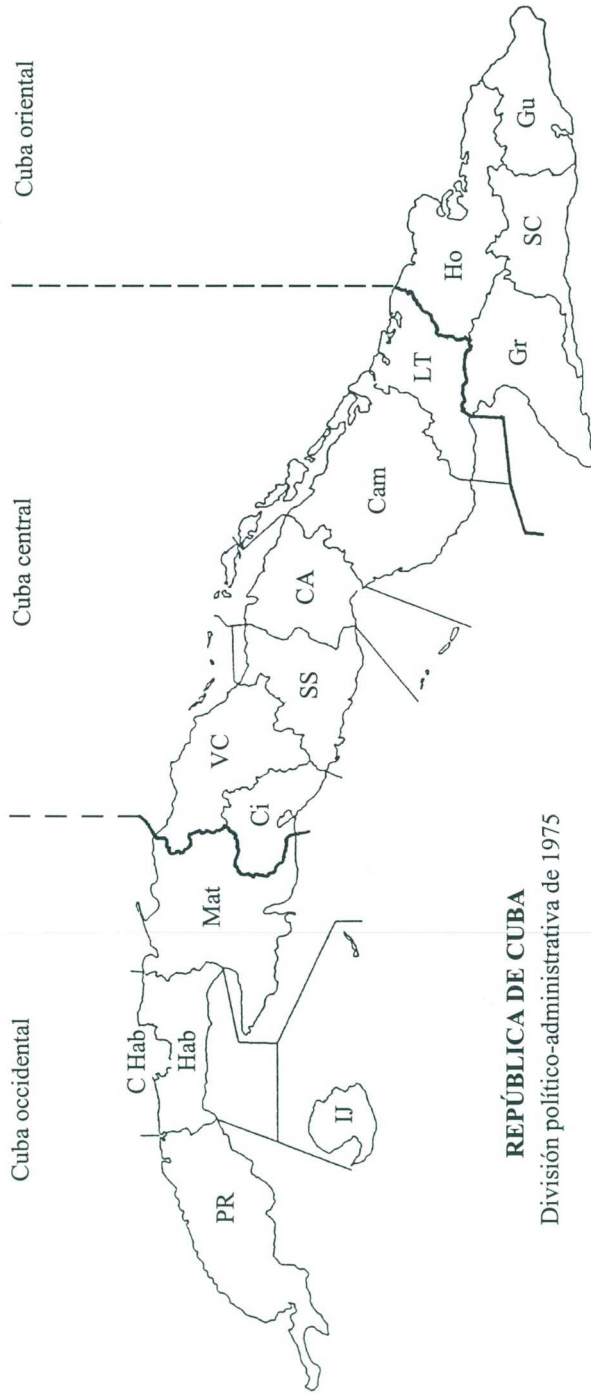 Cuba occidental
Cuba central
Cuba oriental
PR
C Hab
Hab
IJ
Mat
Ci
VC
SS
CA
Cam
LT
Ho
Gr
SC
Gu
REPÚBLICA DE CUBA
División político-administrativa de 1975